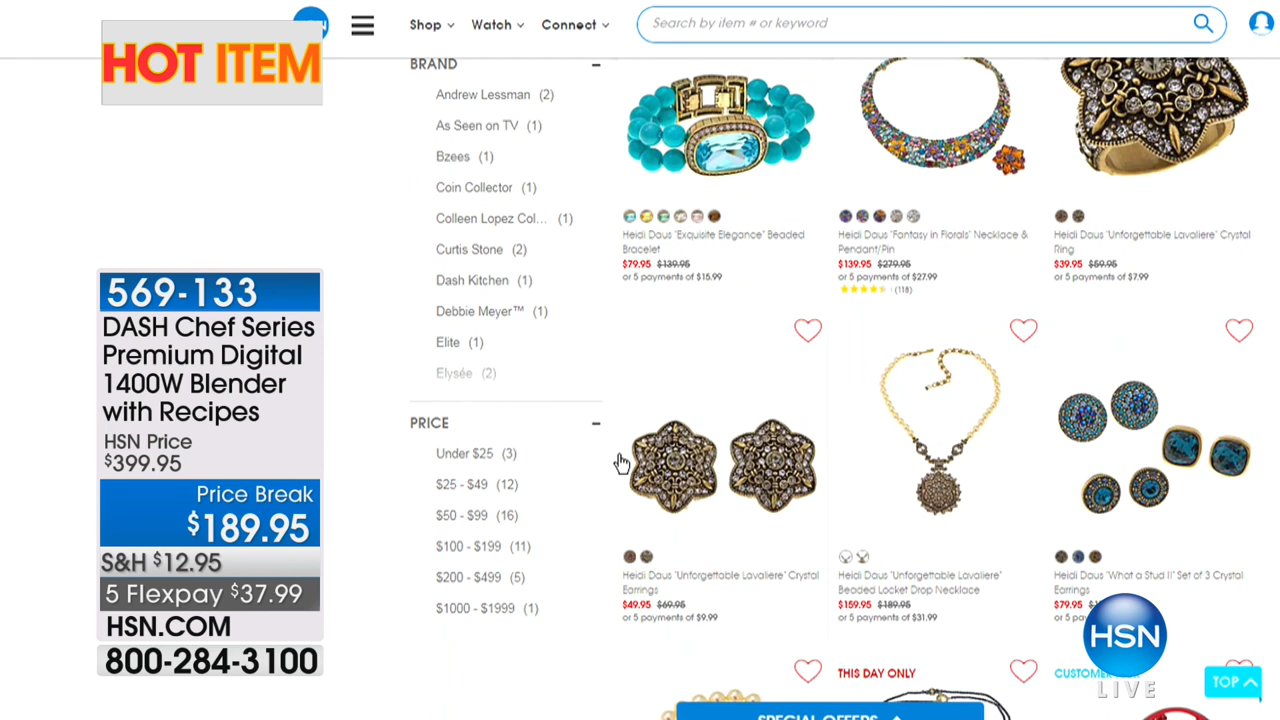 HOT ITEM
Shop
Watch
Connect
Search by item # or keyword
BRAND
Andrew Lessman (2)
As Seen on TV (1)
Bzees (1)
Coin Collector (1)
Colleen Lopez Col... (1)
Curtis Stone (2)
Dash Kitchen (1)
Debbie Meyer™ (1)
Elite (1)
Elysée (2)
PRICE
Under $25 (3)
$25 - $49 (12)
$50 - $99 (16)
$100 - $199 (11)
$200 - $499 (5)
$1000 - $1999 (1)
569-133
DASH Chef Series
Premium Digital
1400W Blender
with Recipes
HSN Price
$399.95
Price Break
$189.95
S&H $12.95
5 Flexpay $37.99
HSN.COM
800-284-3100
Heidi Daus "Exquisite Elegance" Beaded
Bracelet
$79.95 $139.95
or 5 payments of $15.99
Heidi Daus "Fantasy in Florals" Necklace &
Pendant/Pin
$139.95 $279.95
or 5 payments of $27.99
(118)
Heidi Daus "Unforgettable Lavaliere" Crystal
Ring
$39.95 $59.95
or 5 payments of $7.99
Heidi Daus "Unforgettable Lavaliere" Crystal
Earrings
$49.95 $69.95
or 5 payments of $9.99
Heidi Daus "Unforgettable Lavaliere"
Beaded Locket Drop Necklace
$159.95 $189.95
or 5 payments of $31.99
Heidi Daus "What a Stud II" Set of 3 Crystal
Earrings
$79.95
or 5
THIS DAY ONLY
CUSTOMER
SPECIAL OFFERS
TOP
HSN
LIVE